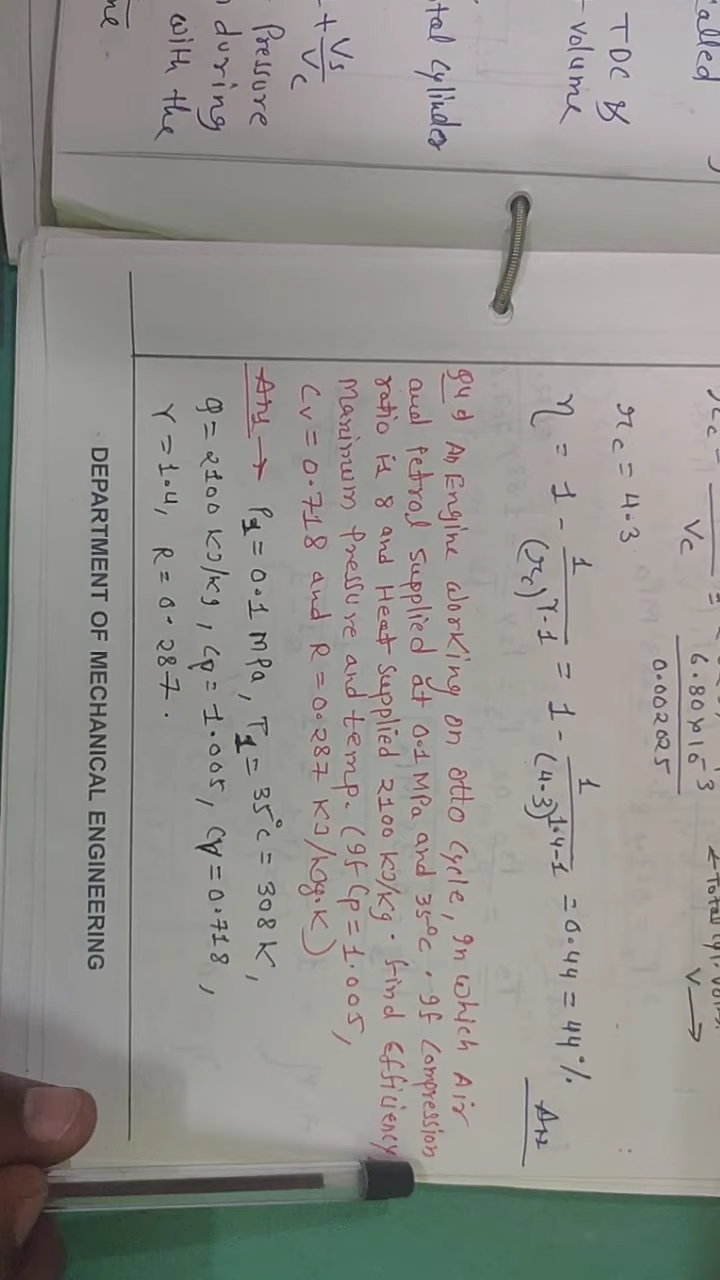 called
TDC &
volume
total cylinder
+ Vs/Vc
Pressure
during
with the
Vc
6.80×10⁻³
0.002025
V →
rc = 4.3
η = 1 - 1/(rc)^γ-1 = 1 - 1/(4.3)^1.4-1 = 0.44 = 44%
Ans
An Engine working on otto cycle, In which Air
and Petrol supplied at 0.1 MPa and 35°C. If compression
ratio is 8 and Heat supplied 2100 KJ/Kg. find Efficiency
Maximum Pressure and temp. (If Cp = 1.005,
Cv = 0.718 and R = 0.287 KJ/kg.K)
Ans → P1 = 0.1 MPa, T1 = 35°C = 308 K,
q = 2100 KJ/Kg, Cp = 1.005, Cv = 0.718,
γ = 1.4, R = 0.287.
DEPARTMENT OF MECHANICAL ENGINEERING